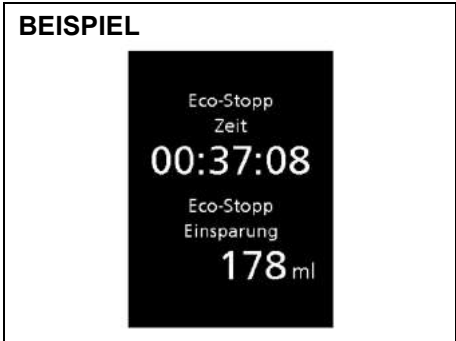 BEISPIEL
Eco-Stopp
Zeit
00:37:08
Eco-Stopp
Einsparung
178 ml